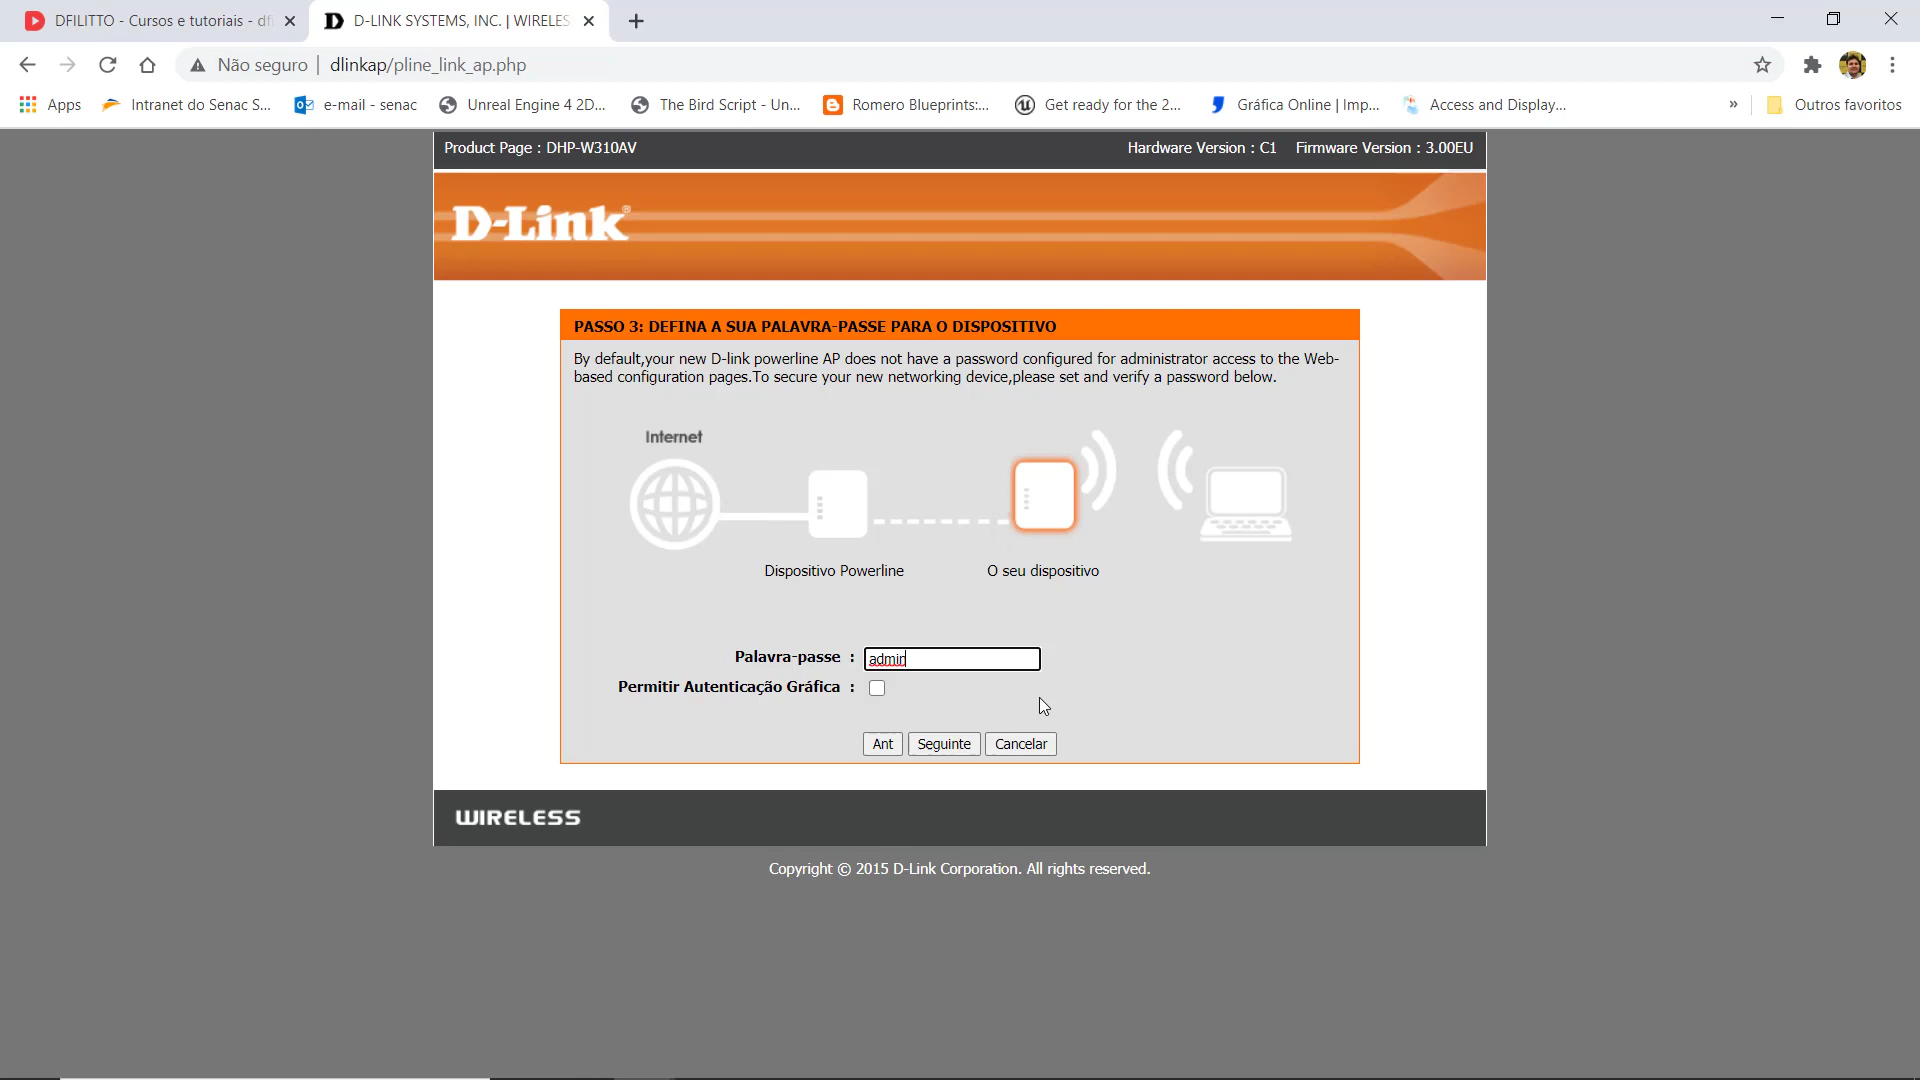 DFILITTO - Cursos e tutoriais - dfi
D-LINK SYSTEMS, INC. | WIRELES
Não seguro | dlinkap/pline_link_ap.php
Apps Intranet do Senac S... e-mail - senac Unreal Engine 4 2D... The Bird Script - Un... Romero Blueprints:... Get ready for the 2... Gráfica Online | Imp... Access and Display... » Outros favoritos
Product Page : DHP-W310AV Hardware Version : C1 Firmware Version : 3.00EU
D-Link®
PASSO 3: DEFINA A SUA PALAVRA-PASSE PARA O DISPOSITIVO
By default,your new D-link powerline AP does not have a password configured for administrator access to the Web-
based configuration pages.To secure your new networking device,please set and verify a password below.
Internet
Dispositivo Powerline O seu dispositivo
Palavra-passe : admin
Permitir Autenticação Gráfica :
Ant Seguinte Cancelar
WIRELESS
Copyright © 2015 D-Link Corporation. All rights reserved.